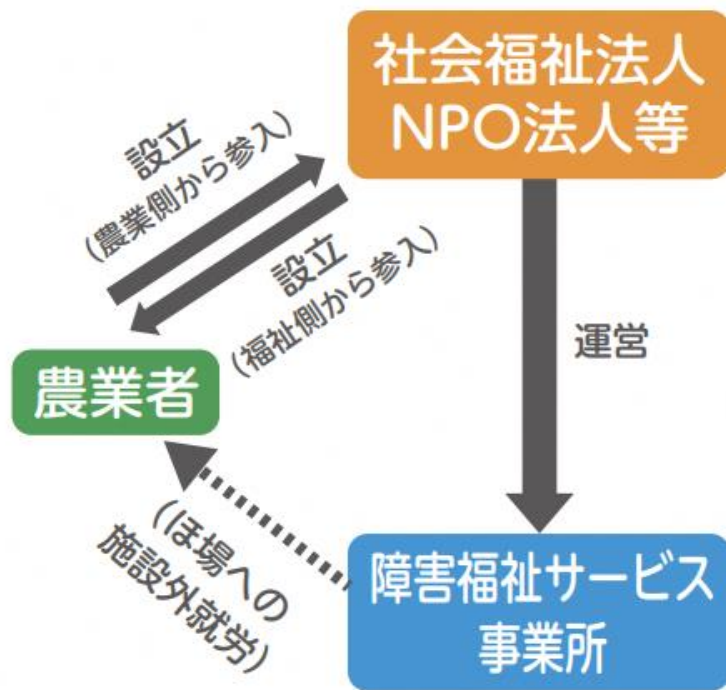 社会福祉法人
NPO法人等
設立
(農業側から参入)
設立
(福祉側から参入)
運営
農業者
(ほ場への
施設外就労)
障害福祉サービス
事業所